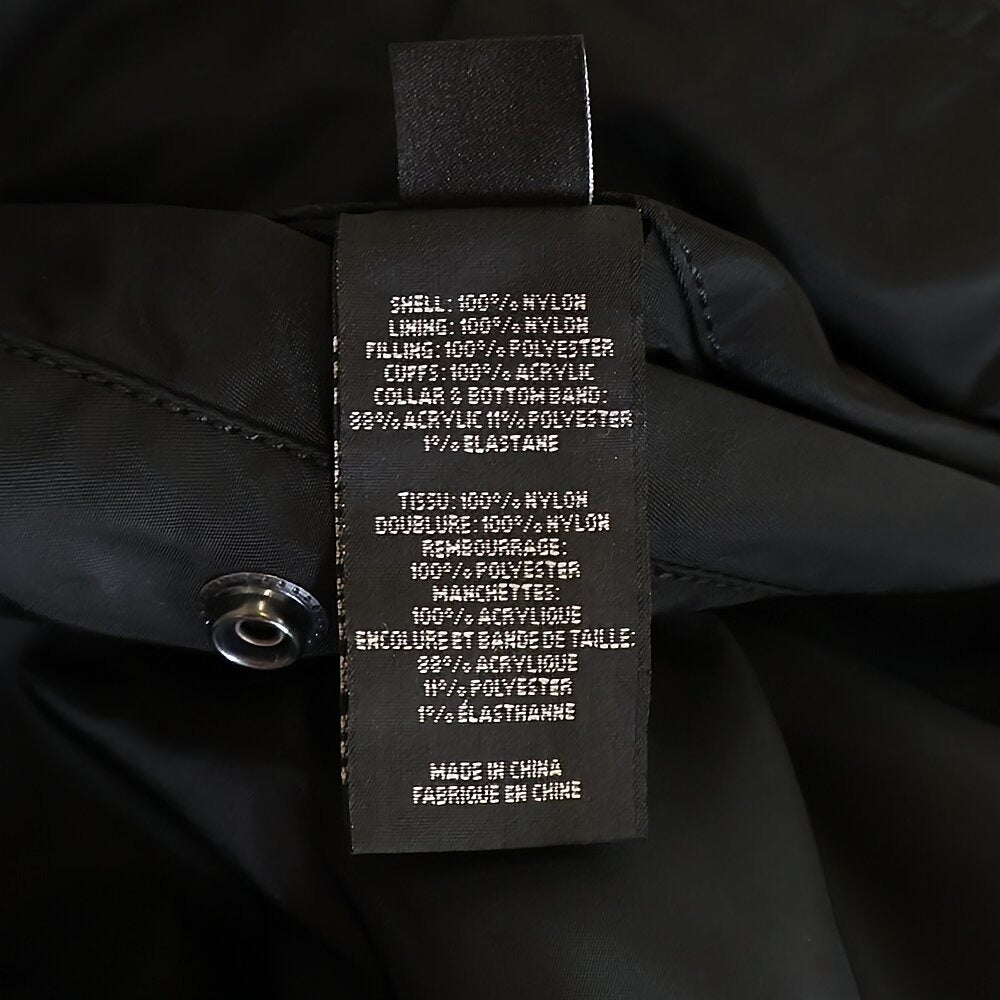 SHELL: 100% NYLON
LINING: 100% NYLON
FILLING: 100% POLYESTER
CUFFS: 100% ACRYLIC
COLLAR & BOTTOM BAND:
88% ACRYLIC 11% POLYESTER
1% ELASTANE
TISSU: 100% NYLON
DOUBLURE: 100% NYLON
REMBOURRAGE:
100% POLYESTER
MANCHETTES:
100% ACRYLIQUE
ENCOLURE ET BANDE DE TAILLE:
88% ACRYLIQUE
11% POLYESTER
1% ÉLASTHANNE
MADE IN CHINA
FABRIQUE EN CHINE